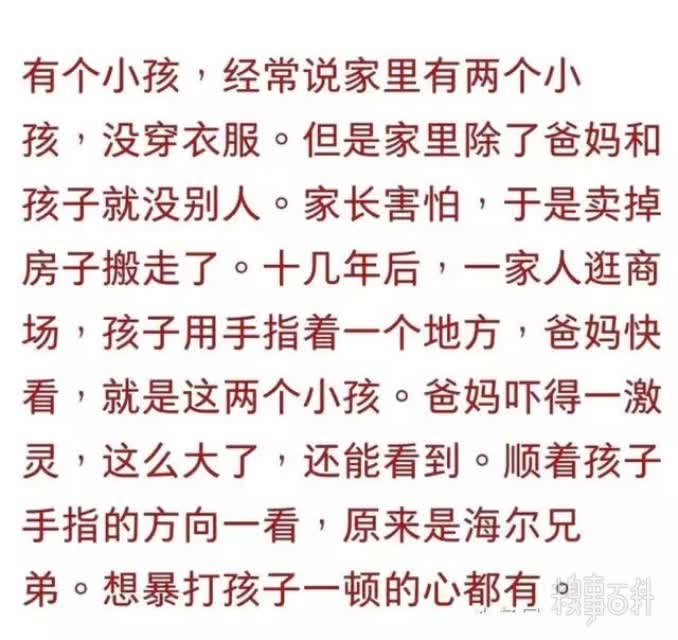 有个小孩，经常说家里有两个小
孩，没穿衣服。但是家里除了爸妈和
孩子就没别人。家长害怕，于是卖掉
房子搬走了。十几年后，一家人逛商
场，孩子用手指着一个地方，爸妈快
看，就是这两个小孩。爸妈吓得一激
灵，这么大了，还能看到。顺着孩子
手指的方向一看，原来是海尔兄
弟。想暴打孩子一顿的心都有。
糗事百科